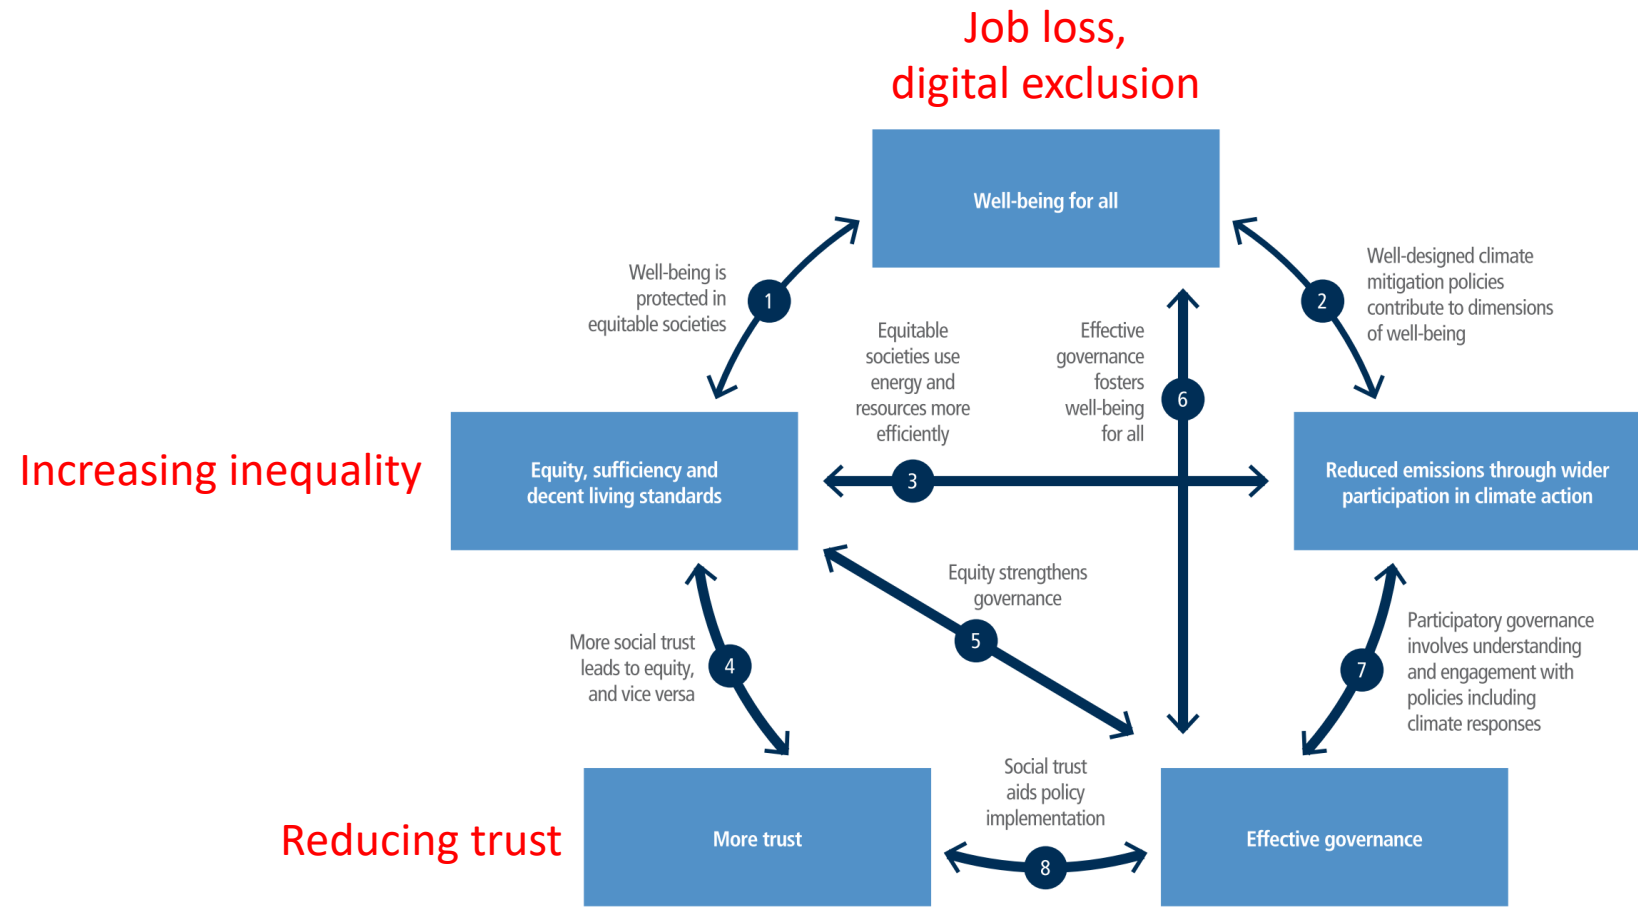 Job loss,
digital exclusion
Well-being for all
Well-being is
protected in
equitable societies
1
2
Well-designed climate
mitigation policies
contribute to dimensions
of well-being
Equitable
societies use
energy and
resources more
efficiently
Effective
governance
fosters
well-being
for all
6
Increasing inequality
Equity, sufficiency and
decent living standards
3
Reduced emissions through wider
participation in climate action
Equity strengthens
governance
5
More social trust
leads to equity,
and vice versa
4
7
Participatory governance
involves understanding
and engagement with
policies including
climate responses
Reducing trust
More trust
Social trust
aids policy
implementation
8
Effective governance